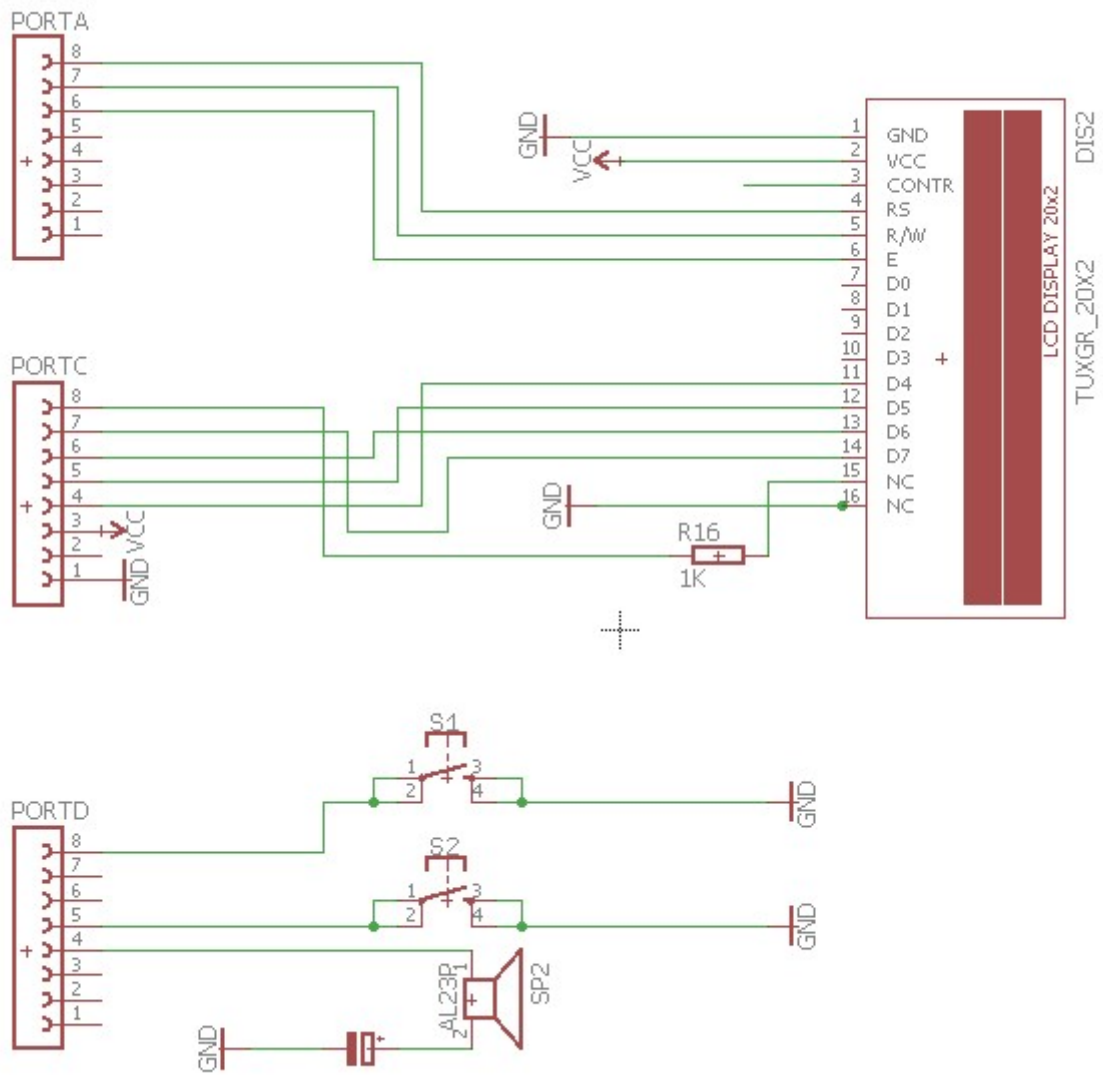 PORTA
8
7
6
5
4
3
2
1
GND
VCC
1 GND
2 VCC
3 CONTR
4 RS
5 R/W
6 E
7 D0
8 D1
9 D2
10 D3
11 D4
12 D5
13 D6
14 D7
15 NC
16 NC
LCD DISPLAY 20x2
DIS2
TUXGR_20X2
PORTC
8
7
6
5
4
3
2
1
VCC
GND
GND
R16
1K
PORTD
8
7
6
5
4
3
2
1
S1
1 3
2 4
GND
S2
1 3
2 4
GND
AL23P
1
2
SP2
GND